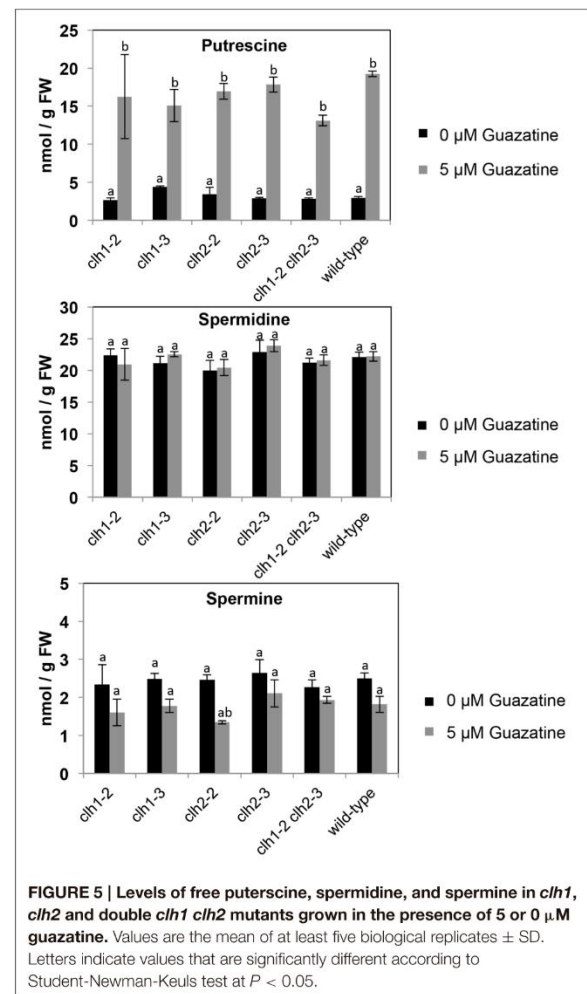 Putrescine
25
20
15
10
5
0
nmol / g FW
a b a b a b a b a b a b
clh1-2
clh1-3
clh2-2
clh2-3
clh1-2 clh2-3
wild-type
0 µM Guazatine
5 µM Guazatine
Spermidine
30
25
20
15
10
5
0
nmol / g FW
a a a a a a a a a a a a
clh1-2
clh1-3
clh2-2
clh2-3
clh1-2 clh2-3
wild-type
0 µM Guazatine
5 µM Guazatine
Spermine
5
4
3
2
1
0
nmol / g FW
a a a a a ab a a a a a a
clh1-2
clh1-3
clh2-2
clh2-3
clh1-2 clh2-3
wild-type
0 µM Guazatine
5 µM Guazatine
FIGURE 5 | Levels of free puterscine, spermidine, and spermine in clh1,
clh2 and double clh1 clh2 mutants grown in the presence of 5 or 0 µM
guazatine. Values are the mean of at least five biological replicates ± SD.
Letters indicate values that are significantly different according to
Student-Newman-Keuls test at P < 0.05.